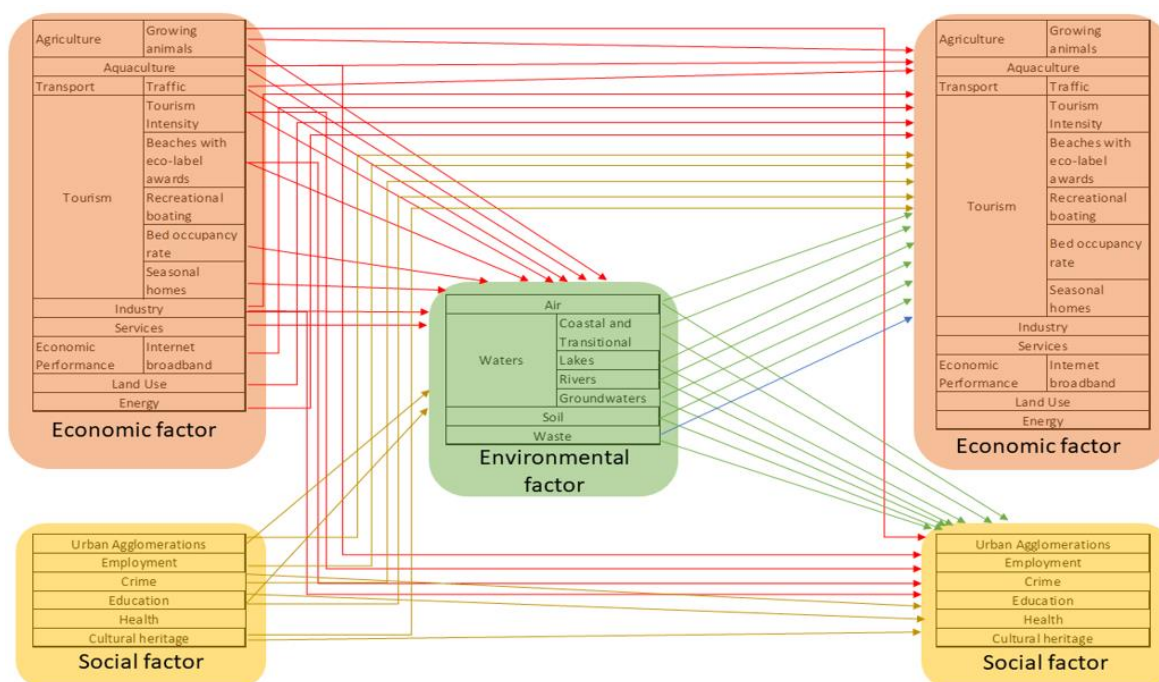 Agriculture
Growing
animals
Aquaculture
Transport
Traffic
Tourism
Tourism
Intensity
Beaches with
eco-label
awards
Recreational
boating
Bed occupancy
rate
Seasonal
homes
Industry
Services
Economic
Performance
Internet
broadband
Land Use
Energy
Economic factor
Air
Waters
Coastal and
Transitional
Lakes
Rivers
Groundwaters
Soil
Waste
Environmental
factor
Agriculture
Growing
animals
Aquaculture
Transport
Traffic
Tourism
Tourism
Intensity
Beaches with
eco-label
awards
Recreational
boating
Bed occupancy
rate
Seasonal
homes
Industry
Services
Economic
Performance
Internet
broadband
Land Use
Energy
Economic factor
Urban Agglomerations
Employment
Crime
Education
Health
Cultural heritage
Social factor
Urban Agglomerations
Employment
Crime
Education
Health
Cultural heritage
Social factor